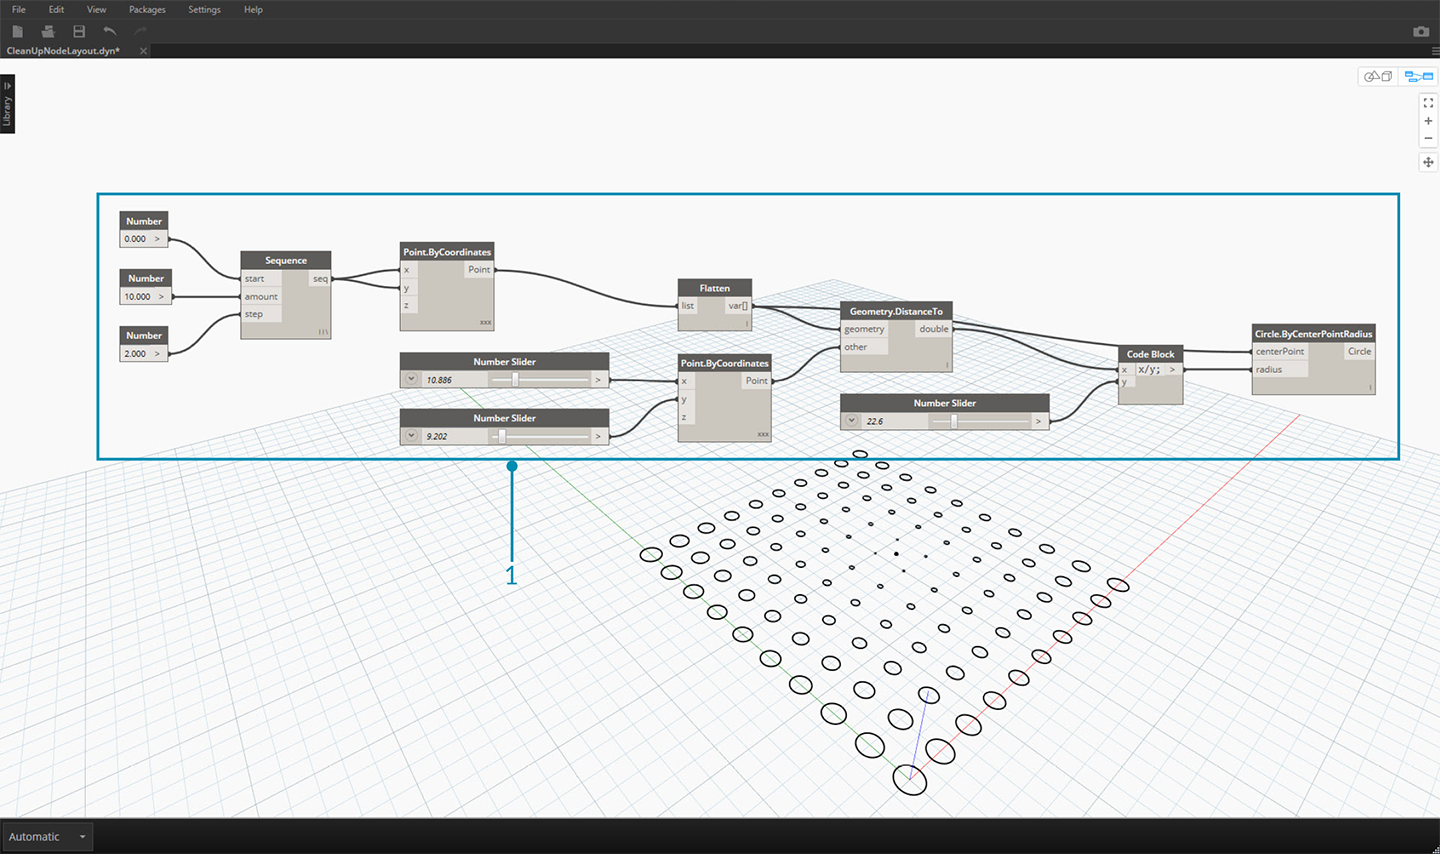 File Edit View Packages Settings Help
CleanUpNodeLayout.dyn*
Library
Number
0.000 >
Number
10.000 >
Number
2.000 >
Sequence
start seq
amount
step
Point.ByCoordinates
x Point
y
z
xxx
Number Slider
10.886 >
Number Slider
9.202 >
Flatten
list var[]
Point.ByCoordinates
x Point
y
z
xxx
Geometry.DistanceTo
geometry double
other
Number Slider
22.6 >
Code Block
x x/y; >
y
Circle.ByCenterPointRadius
centerPoint Circle
radius
1
Automatic